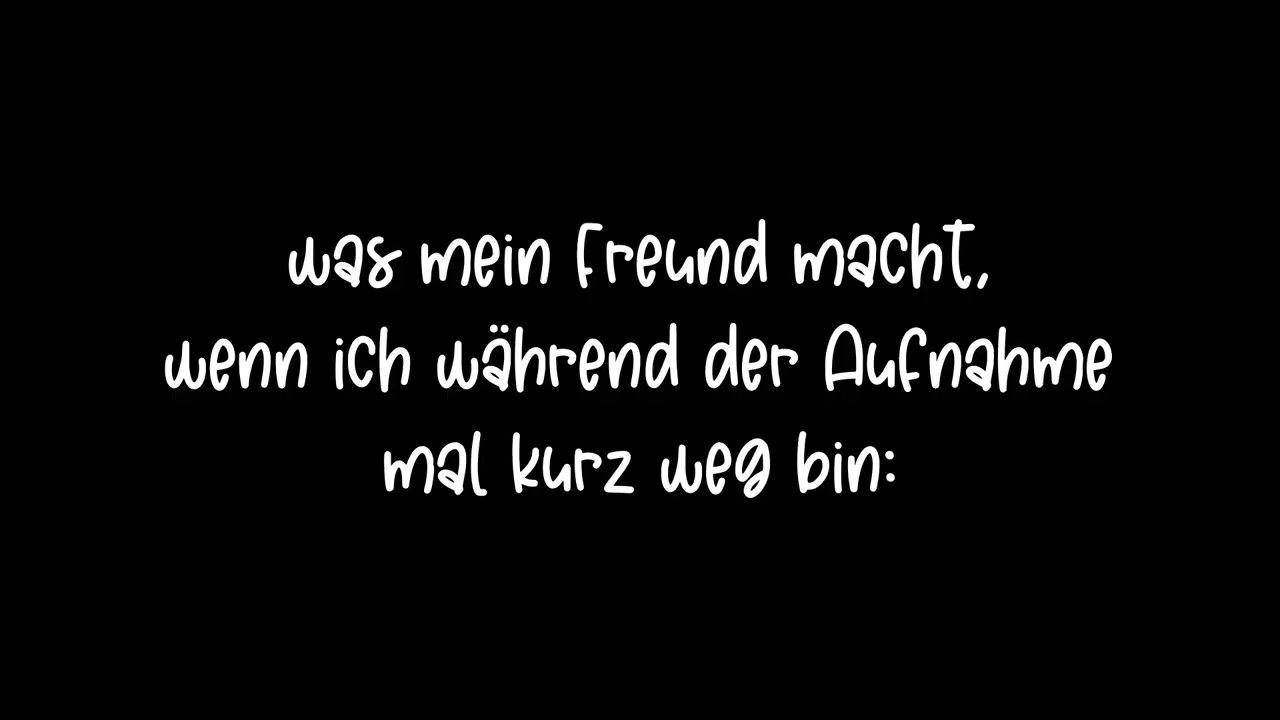 was mein Freund macht,
wenn ich während der Aufnahme
mal kurz weg bin: